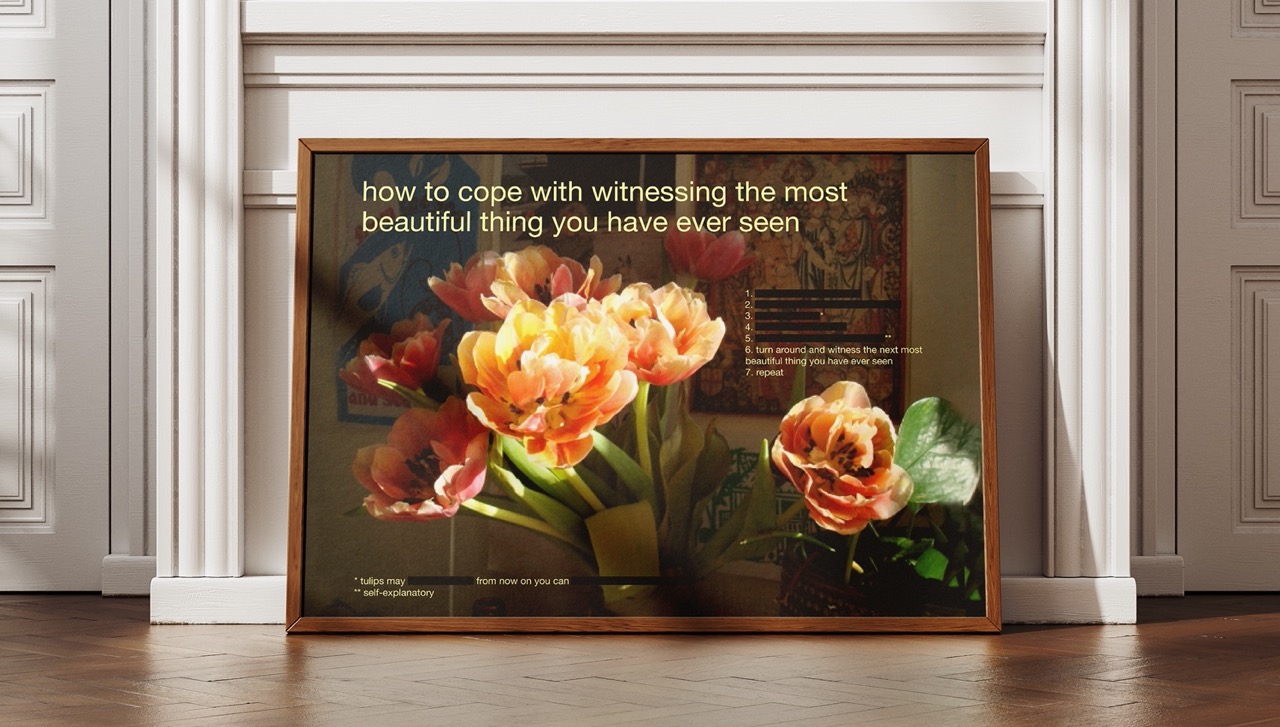 how to cope with witnessing the most
beautiful thing you have ever seen
1.
2.
3. *
4.
5. **
6. turn around and witness the next most
beautiful thing you have ever seen
7. repeat
* tulips may from now on you can
** self-explanatory